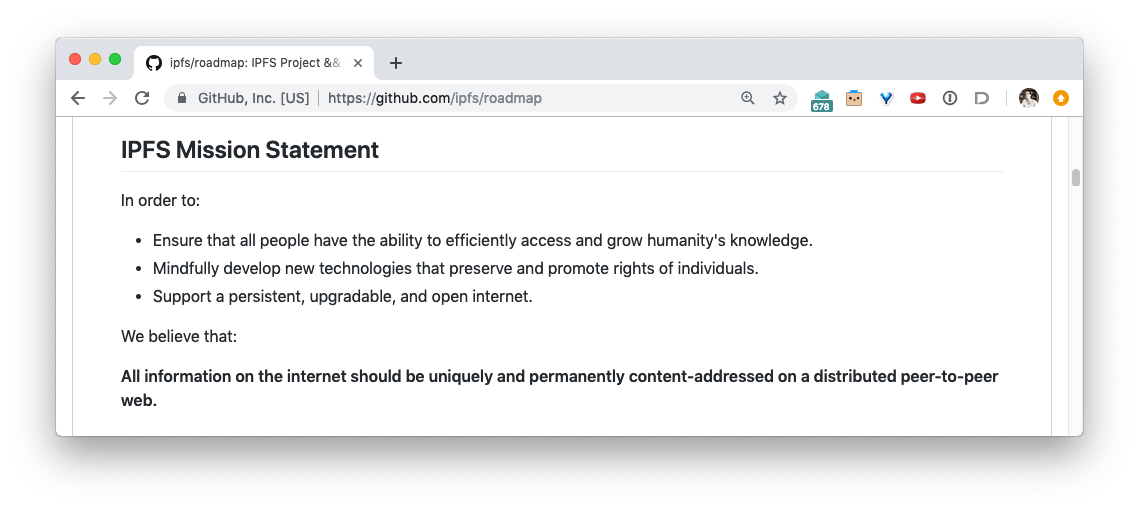 ipfs/roadmap: IPFS Project &&
GitHub, Inc. [US] https://github.com/ipfs/roadmap
678
IPFS Mission Statement
In order to:
• Ensure that all people have the ability to efficiently access and grow humanity's knowledge.
• Mindfully develop new technologies that preserve and promote rights of individuals.
• Support a persistent, upgradable, and open internet.
We believe that:
All information on the internet should be uniquely and permanently content-addressed on a distributed peer-to-peer
web.